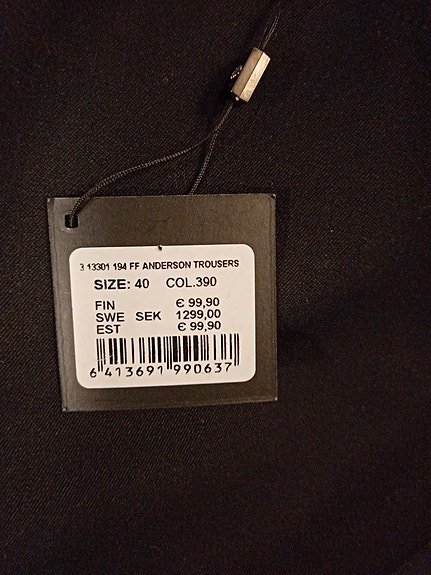 3 13301 194 FF ANDERSON TROUSERS
SIZE: 40 COL.390
FIN € 99,90
SWE SEK 1299,00
EST € 99,90
6 413691 990637